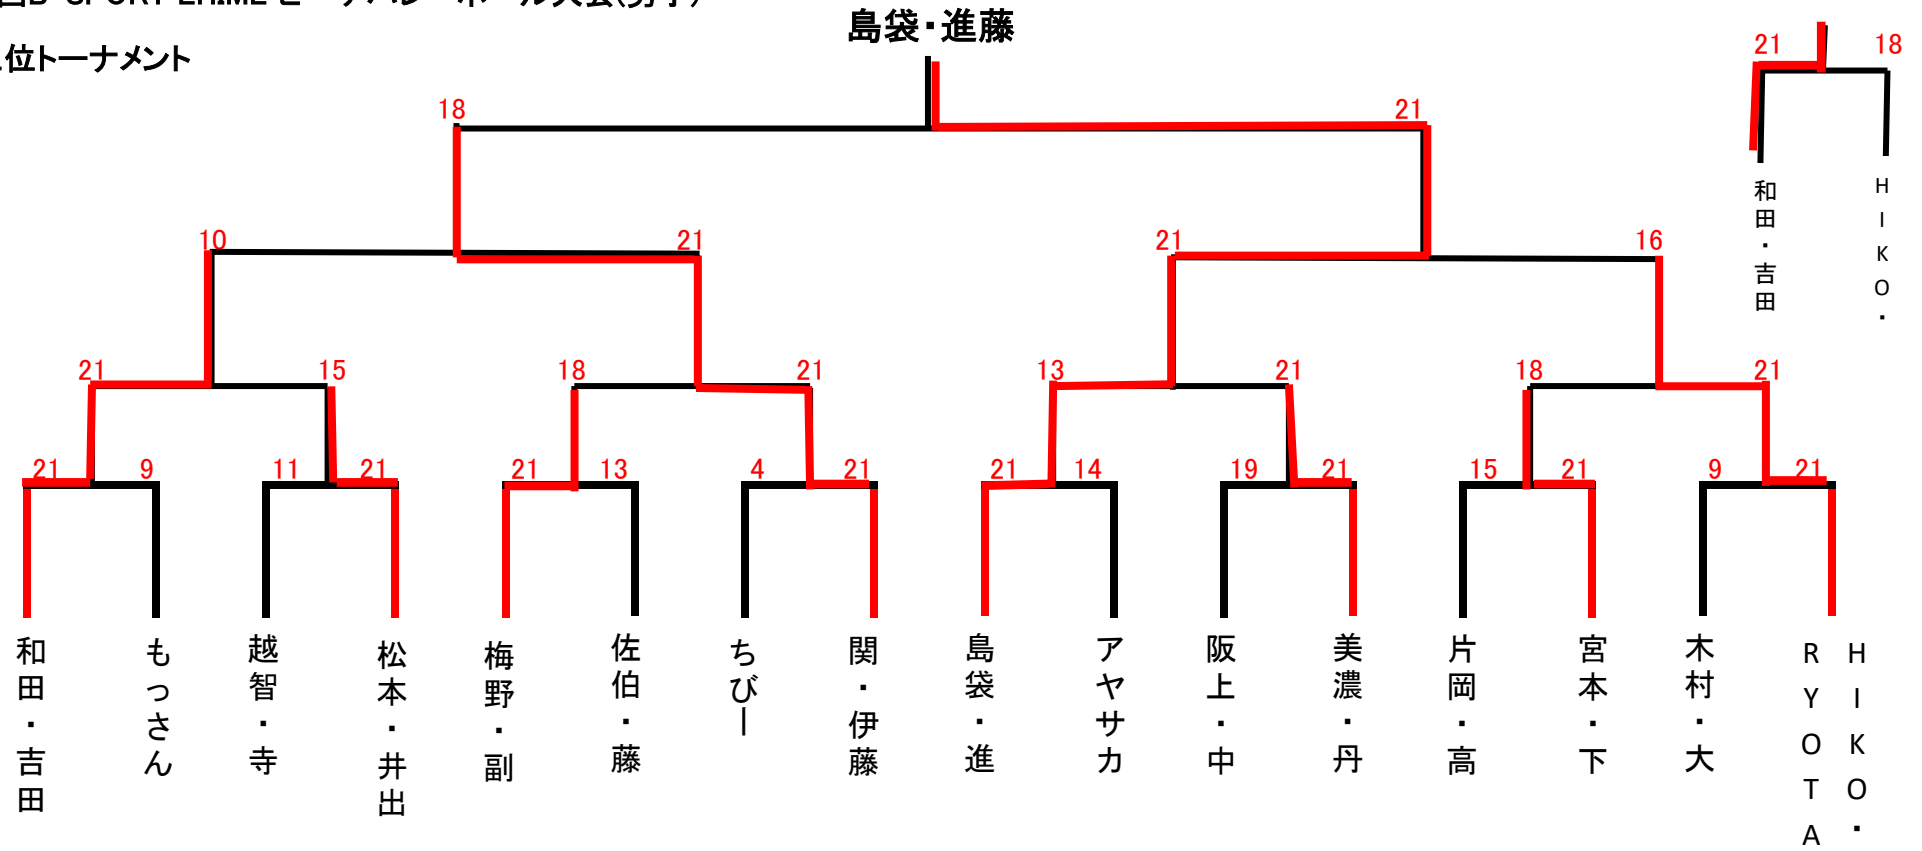 島袋・進藤
位トーナメント
21 18
和田・吉田
HIKO・
18 21
10 21 21 16
21 15 18 21 13 21 18 21
21 9 11 21 21 13 4 21 21 14 19 21 15 21 9 21
和田・吉田
もっさん
越智・寺
松本・井出
梅野・副
佐伯・藤
ちびー
関・伊藤
島袋・進
アヤサカ
阪上・中
美濃・丹
片岡・高
宮本・下
木村・大
HIKO・
RYOTA